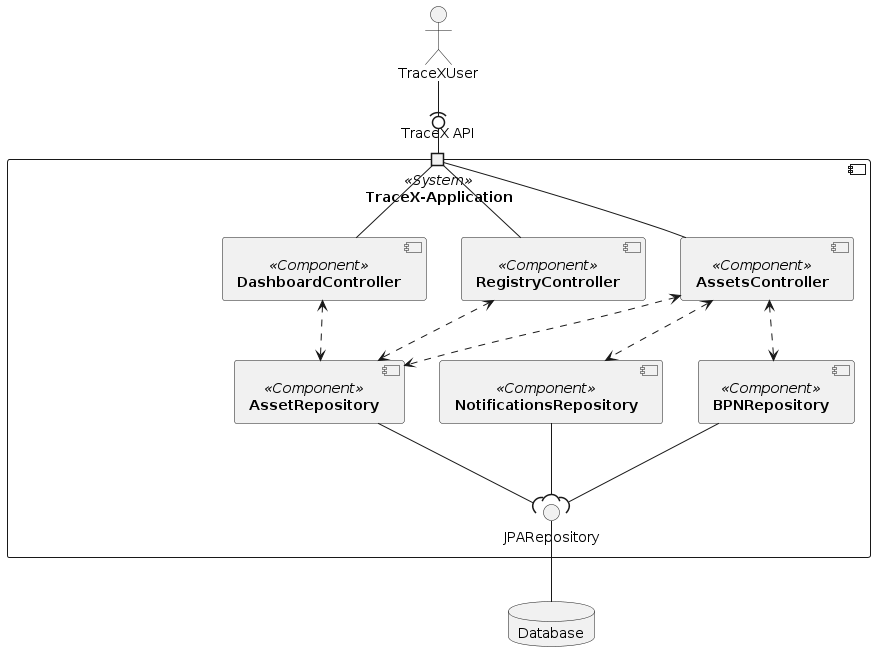 TraceXUser
TraceX API
«System»
TraceX-Application
«Component»
DashboardController
«Component»
RegistryController
«Component»
AssetsController
«Component»
AssetRepository
«Component»
NotificationsRepository
«Component»
BPNRepository
JPARepository
Database